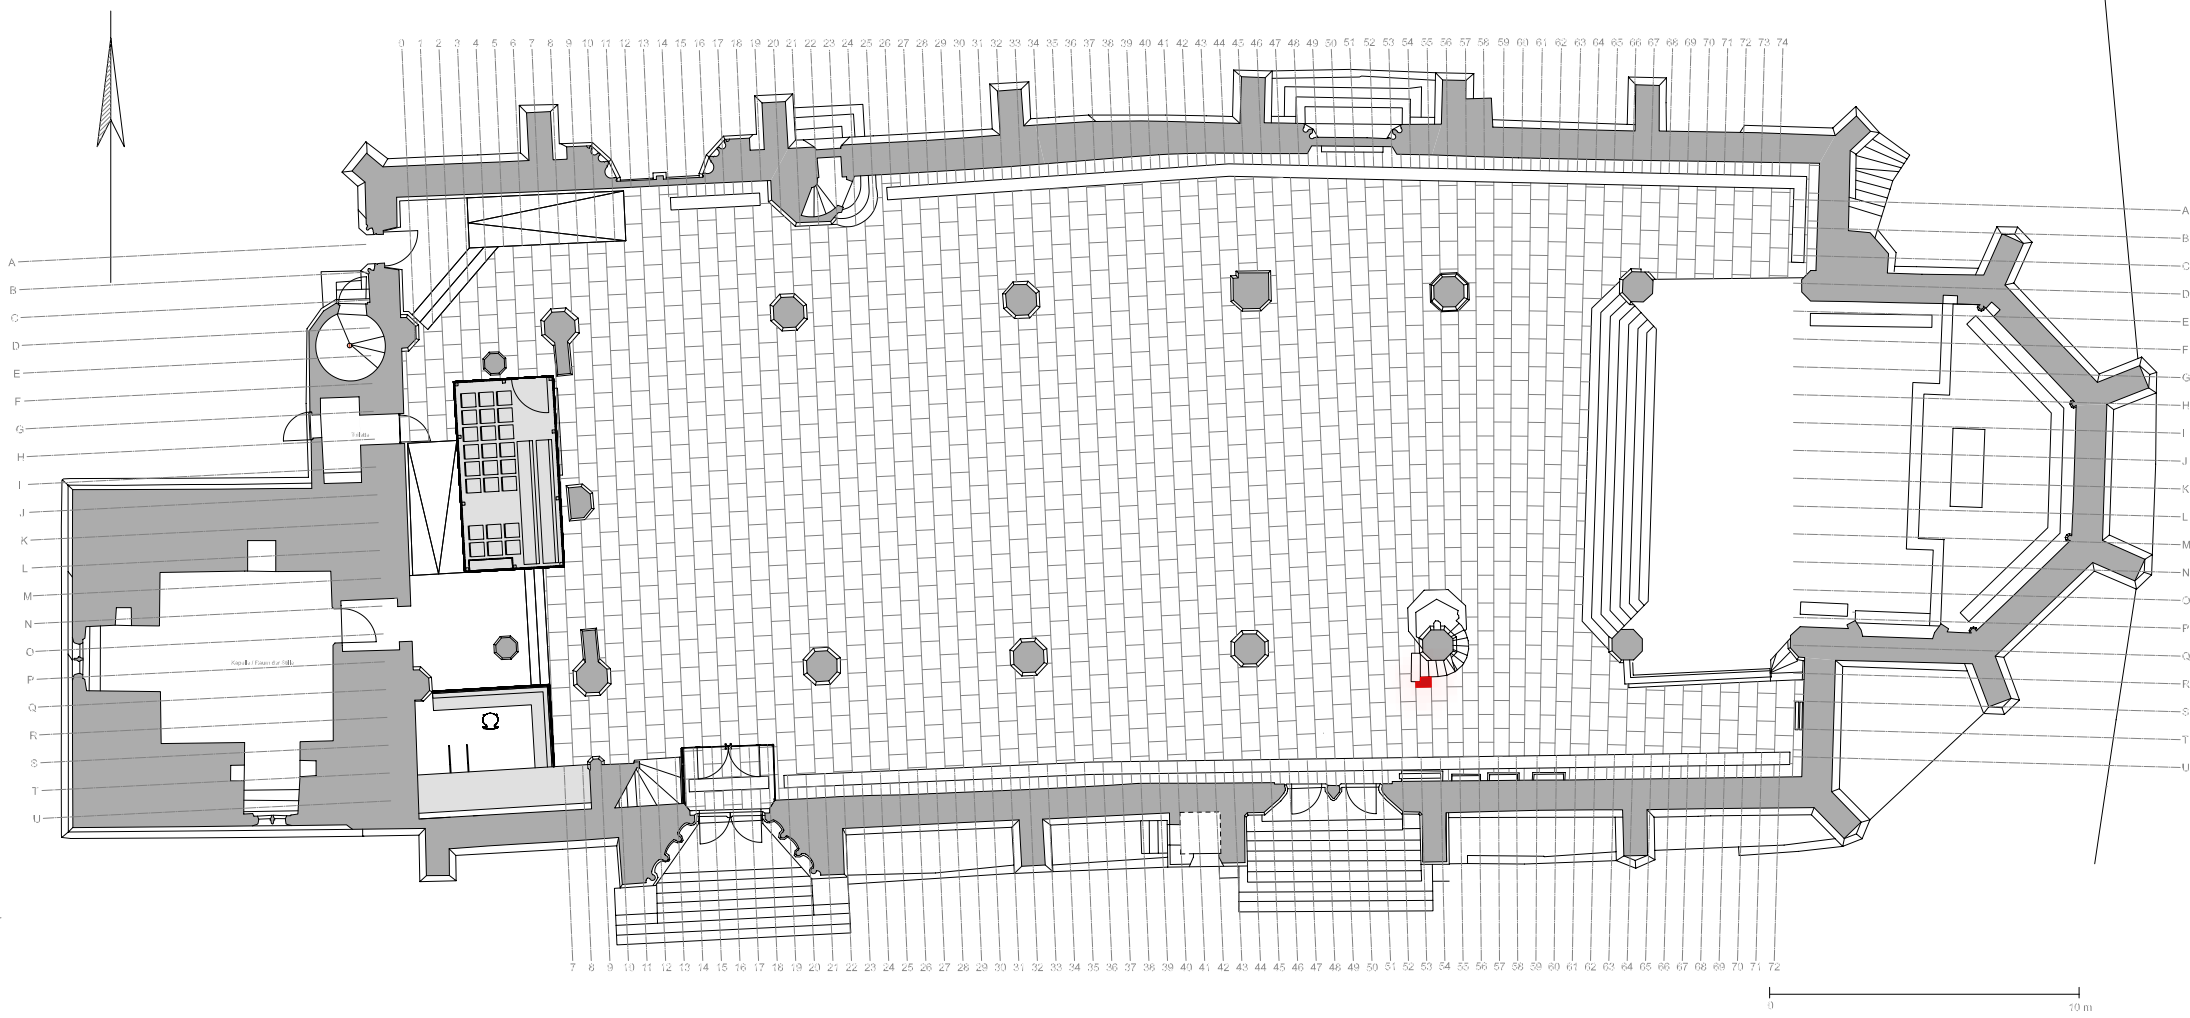 0 1 2 3 4 5 6 7 8 9 10 11 12 13 14 15 16 17 18 19 20 21 22 23 24 25 26 27 28 29 30 31 32 33 34 35 36 37 38 39 40 41 42 43 44 45 46 47 48 49 50 51 52 53 54 55 56 57 58 59 60 61 62 63 64 65 66 67 68 69 70 71 72 73 74
A
B
C
D
E
F
G
H
I
J
K
L
M
N
O
P
Q
R
S
T
U
Kapelle / Raum der Stille
A
B
C
D
E
F
G
H
I
J
K
L
M
N
O
P
Q
R
S
T
U
7 8 9 10 11 12 13 14 15 16 17 18 19 20 21 22 23 24 25 26 27 28 29 30 31 32 33 34 35 36 37 38 39 40 41 42 43 44 45 46 47 48 49 50 51 52 53 54 55 56 57 58 59 60 61 62 63 64 65 66 67 68 69 70 71 72
0 10 m